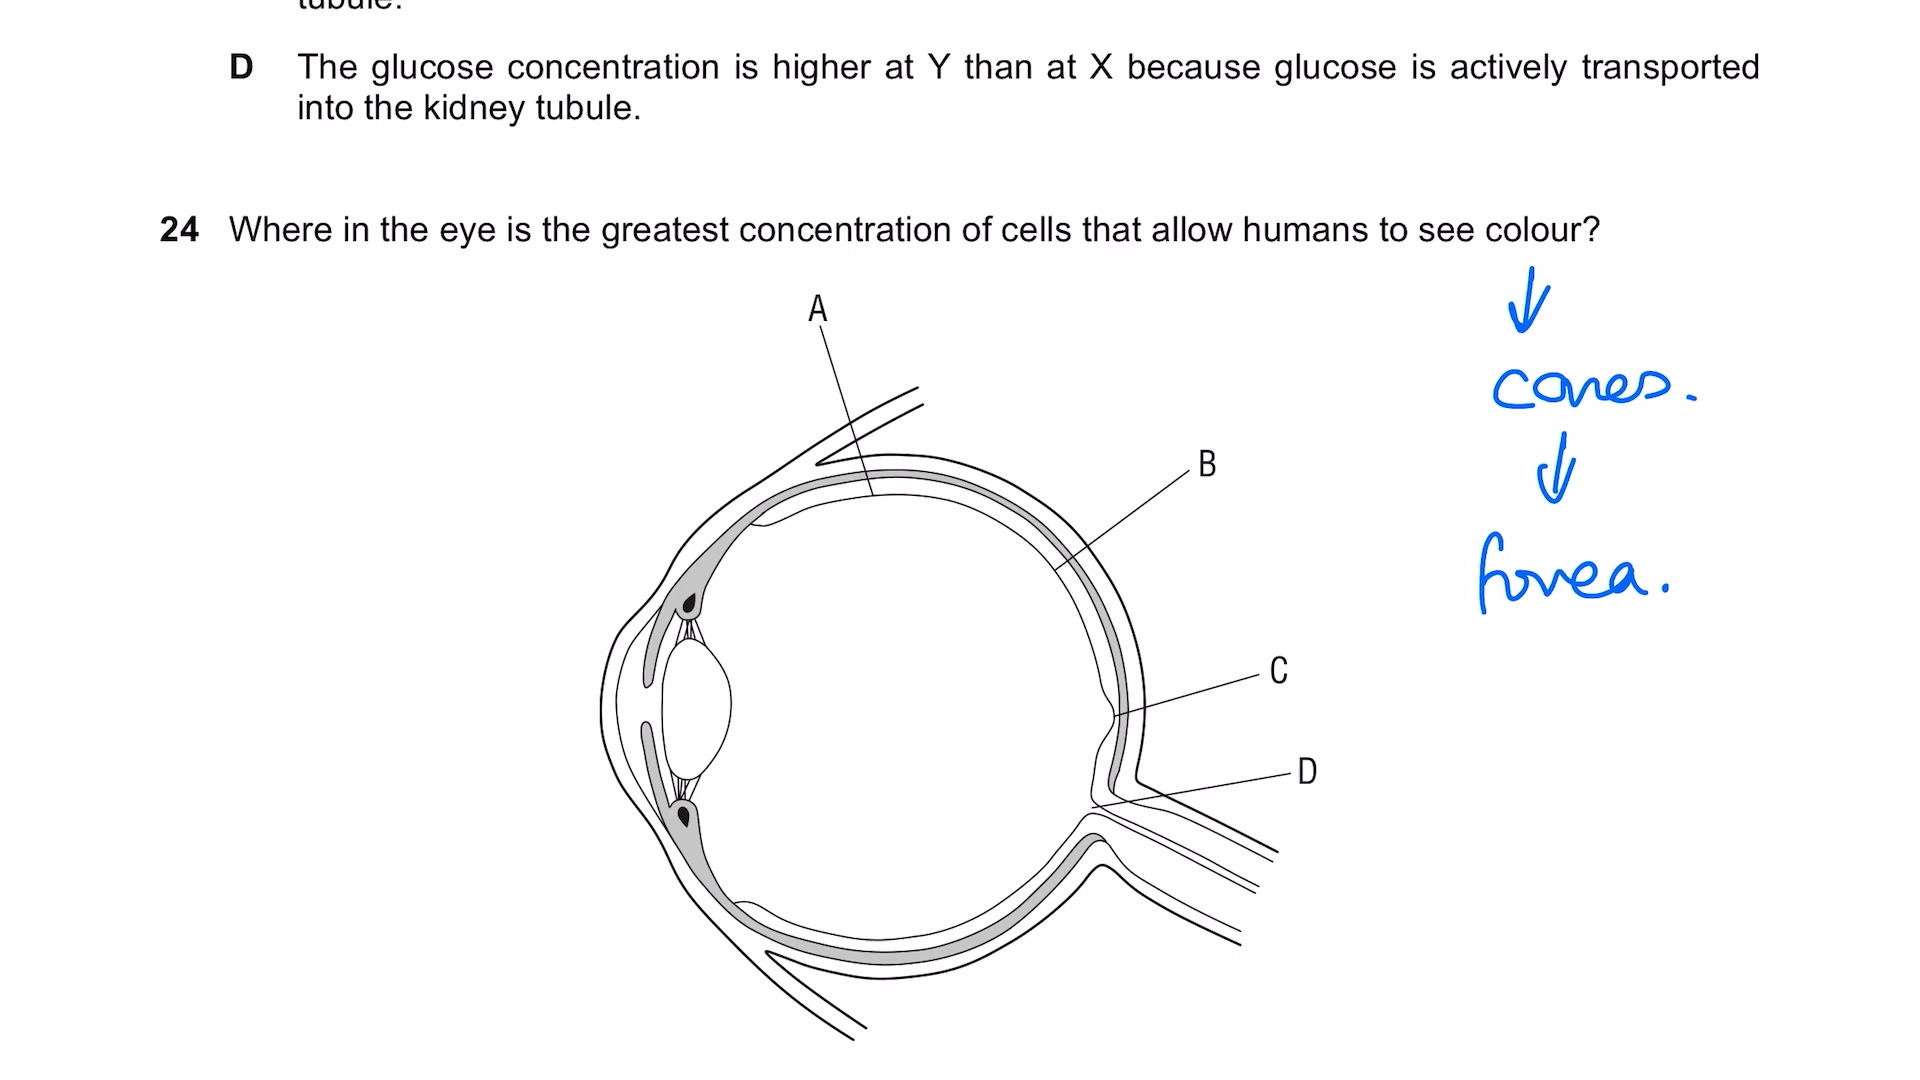 tubule.
D The glucose concentration is higher at Y than at X because glucose is actively transported
into the kidney tubule.
24 Where in the eye is the greatest concentration of cells that allow humans to see colour?
A
cones.
B
fovea.
C
D